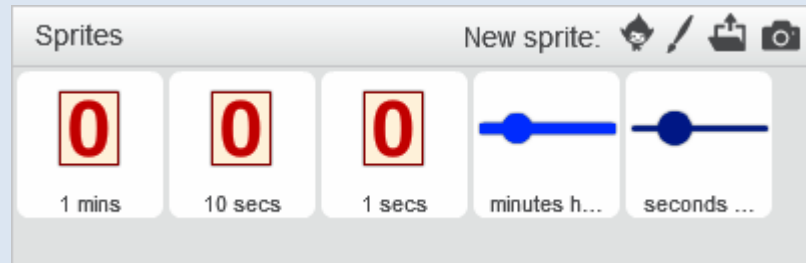 Sprites New sprite:
0 0 0
1 mins 10 secs 1 secs minutes h... seconds ...